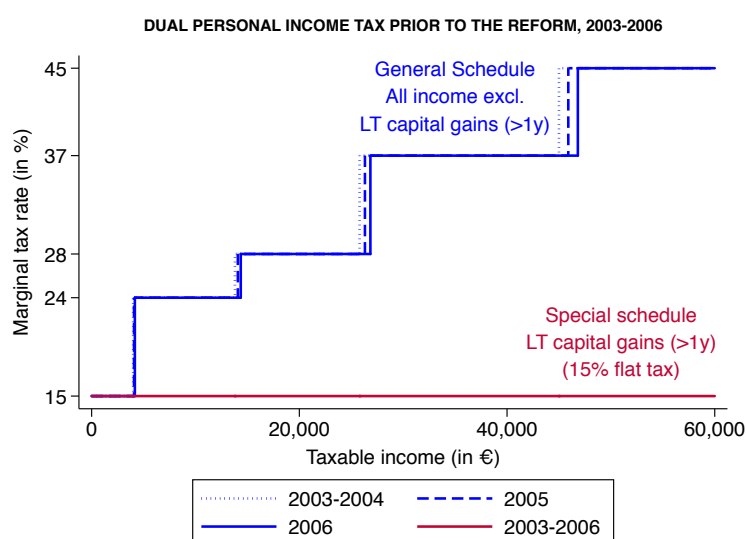 DUAL PERSONAL INCOME TAX PRIOR TO THE REFORM, 2003-2006
45
37
28
24
15
Marginal tax rate (in %)
General Schedule
All income excl.
LT capital gains (>1y)
Special schedule
LT capital gains (>1y)
(15% flat tax)
0
20,000
40,000
60,000
Taxable income (in €)
2003-2004
2005
2006
2003-2006